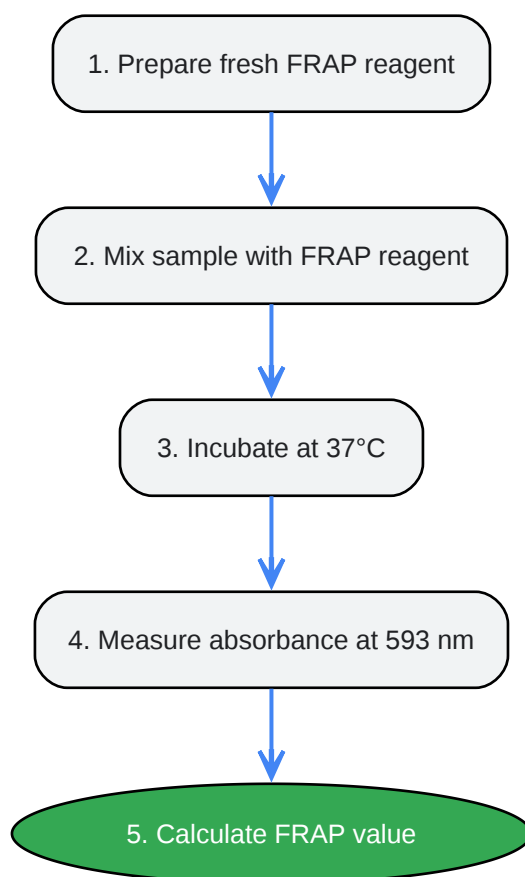 1. Prepare fresh FRAP reagent
2. Mix sample with FRAP reagent
3. Incubate at 37°C
4. Measure absorbance at 593 nm
5. Calculate FRAP value